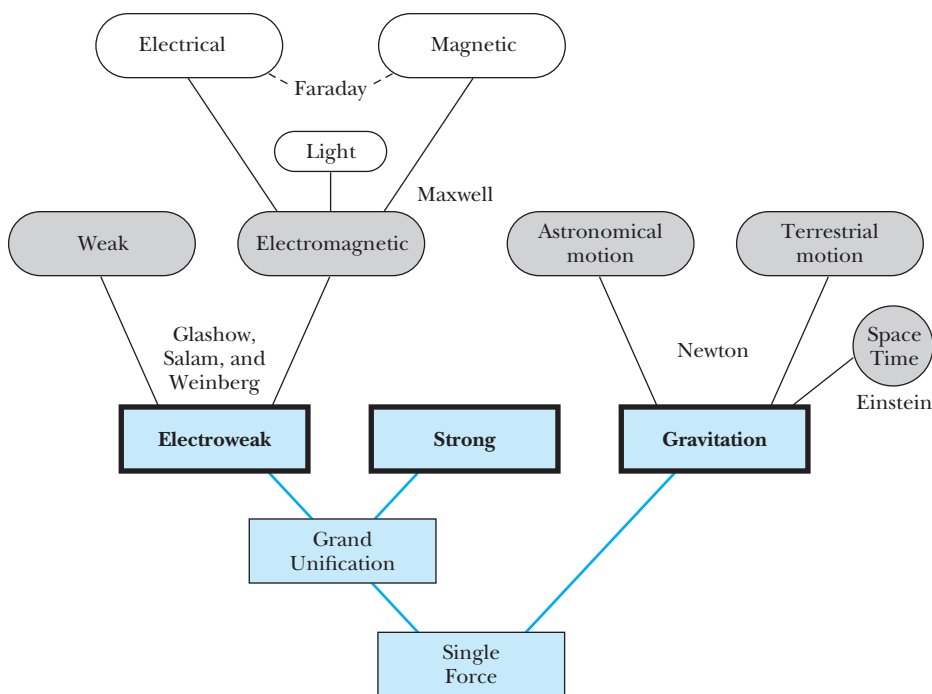 Electrical
Magnetic
Faraday
Light
Maxwell
Weak
Electromagnetic
Astronomical
motion
Terrestrial
motion
Glashow,
Salam, and
Weinberg
Newton
Space
Time
Einstein
Electroweak
Strong
Gravitation
Grand
Unification
Single
Force